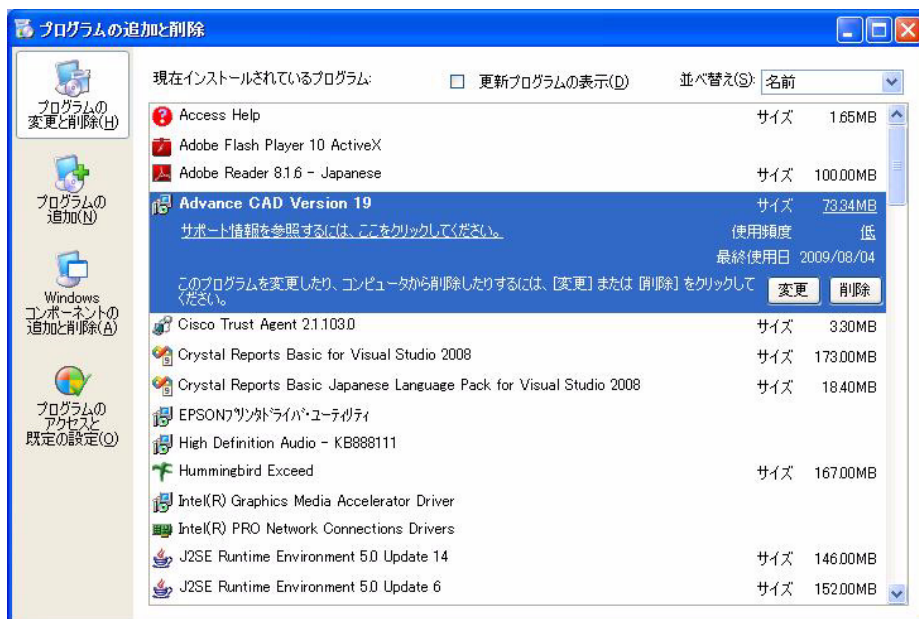 プログラムの追加と削除
プログラムの
変更と削除(H)
プログラムの
追加(N)
Windows
コンポーネントの
追加と削除(A)
プログラムの
アクセスと
既定の設定(O)
現在インストールされているプログラム:
更新プログラムの表示(D)
並べ替え(S):
名前
Access Help サイズ 1.65MB
Adobe Flash Player 10 ActiveX
Adobe Reader 8.1.6 - Japanese サイズ 100.00MB
Advance CAD Version 19 サイズ 73.34MB
サポート情報を参照するには、ここをクリックしてください。 使用頻度 低
最終使用日 2009/08/04
このプログラムを変更したり、コンピュータから削除したりするには、[変更] または [削除] をクリックして
ください。
変更 削除
Cisco Trust Agent 2.1.103.0 サイズ 3.30MB
Crystal Reports Basic for Visual Studio 2008 サイズ 173.00MB
Crystal Reports Basic Japanese Language Pack for Visual Studio 2008 サイズ 18.40MB
EPSONプリンタドライバ・ユーティリティ
High Definition Audio - KB888111
Hummingbird Exceed サイズ 167.00MB
Intel(R) Graphics Media Accelerator Driver
Intel(R) PRO Network Connections Drivers
J2SE Runtime Environment 5.0 Update 14 サイズ 146.00MB
J2SE Runtime Environment 5.0 Update 6 サイズ 152.00MB